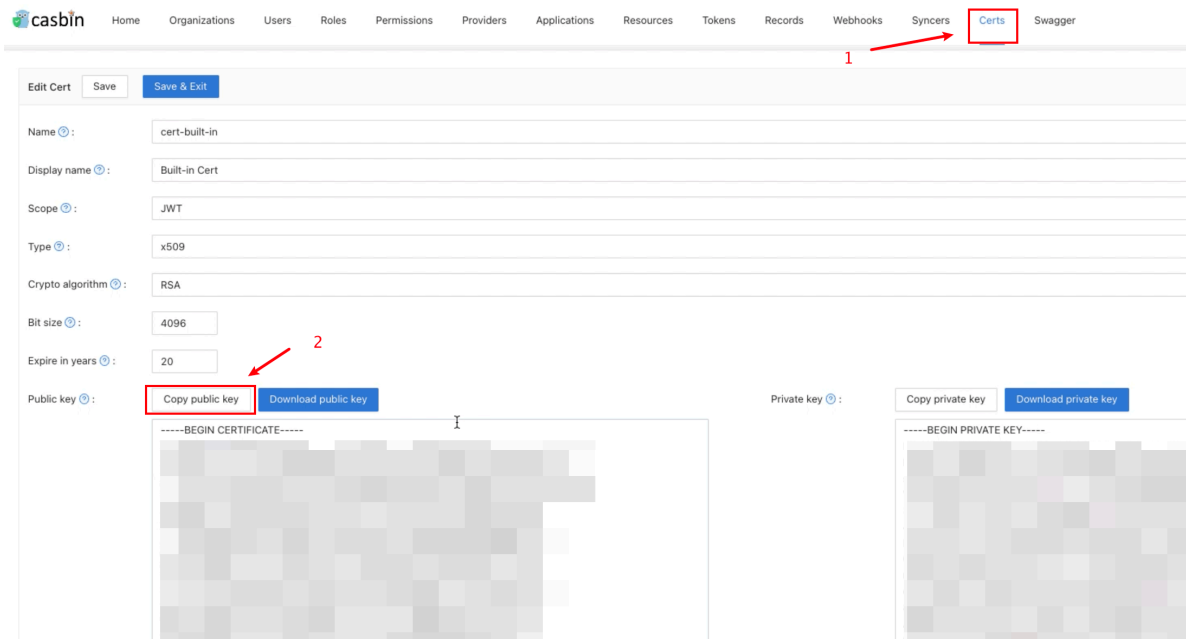 casbin Home Organizations Users Roles Permissions Providers Applications Resources Tokens Records Webhooks Syncers Certs Swagger
1
Edit Cert Save Save & Exit
Name ? : cert-built-in
Display name ? : Built-in Cert
Scope ? : JWT
Type ? : x509
Crypto algorithm ? : RSA
Bit size ? : 4096
2
Expire in years ? : 20
Public key ? : Copy public key Download public key Private key ? : Copy private key Download private key
-----BEGIN CERTIFICATE----- -----BEGIN PRIVATE KEY-----